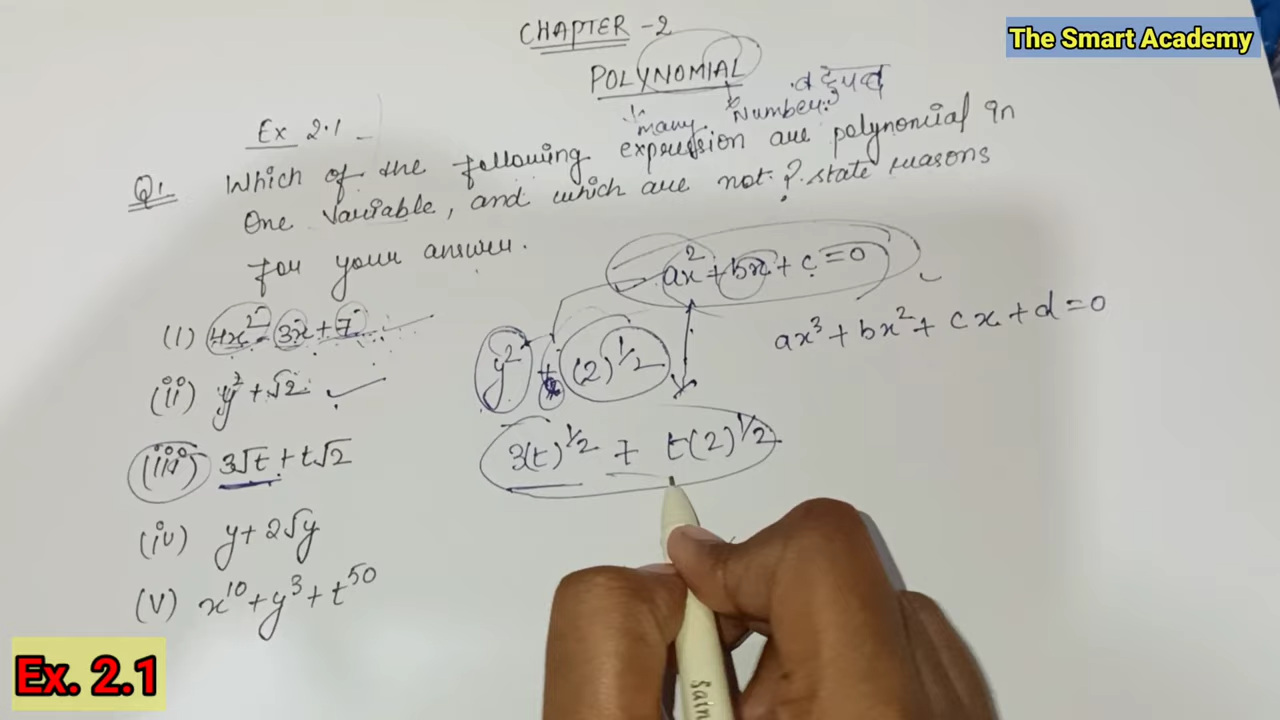 CHAPTER -2
The Smart Academy
POLYNOMIAL
many Number
Ex 2.1
Q1 Which of the following expression are polynomial in
One variable, and which are not ? state reasons
for your answer.
ax² + bx + c = 0
(i) 4x² - 3x + 7
ax³ + bx² + cx + d = 0
y² + (2)^1/2
(ii) y² + √2
3(t)^1/2 + t(2)^1/2
(iii) 3√t + t√2
(iv) y + 2√y
(v) x¹⁰ + y³ + t⁵⁰
Ex. 2.1